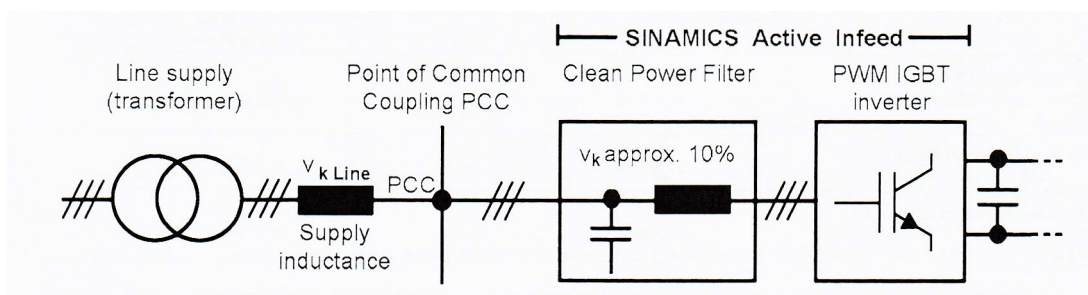 SINAMICS Active Infeed
Line supply
(transformer)
Point of Common
Coupling PCC
Clean Power Filter
PWM IGBT
inverter
v k Line
PCC
Supply
inductance
vk approx. 10%